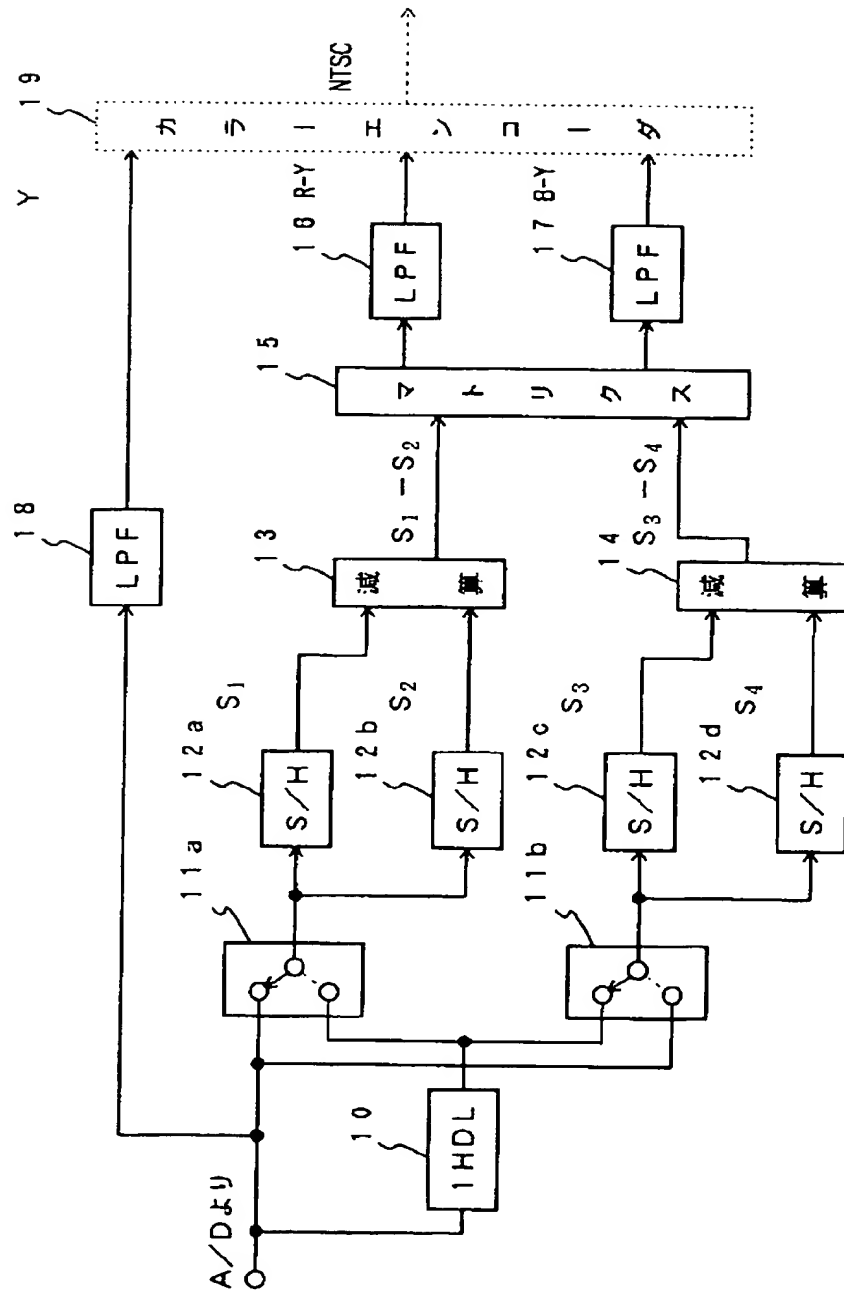 A/Dより
10
1HDL
11a
11b
12a
S/H
S₁
12b
S/H
S₂
12c
S/H
S₃
12d
S/H
S₄
13
減算
S₁−S₂
14
減算
S₃−S₄
15
マトリクス
16 R-Y
LPF
17 B-Y
LPF
18
LPF
Y
19
カラーエンコーダ
NTSC